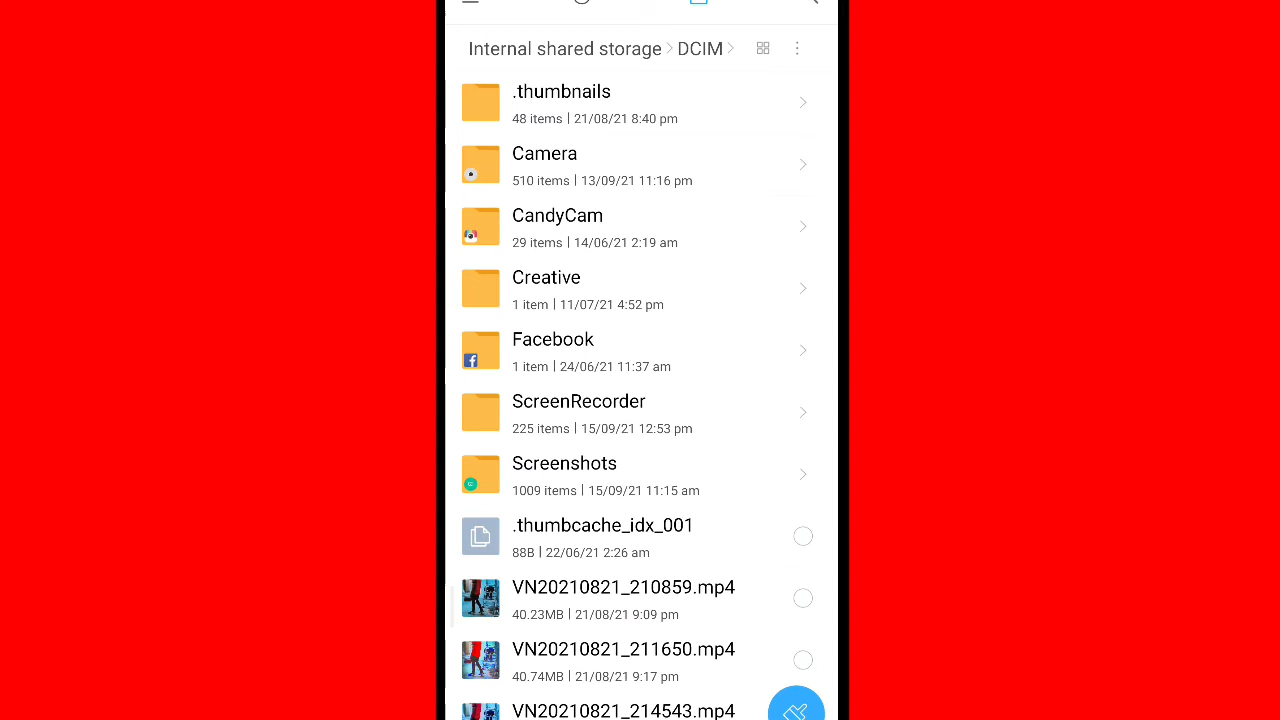 Internal shared storage DCIM
.thumbnails
48 items | 21/08/21 8:40 pm
Camera
510 items | 13/09/21 11:16 pm
CandyCam
29 items | 14/06/21 2:19 am
Creative
1 item | 11/07/21 4:52 pm
Facebook
1 item | 24/06/21 11:37 am
ScreenRecorder
225 items | 15/09/21 12:53 pm
Screenshots
1009 items | 15/09/21 11:15 am
.thumbcache_idx_001
88B | 22/06/21 2:26 am
VN20210821_210859.mp4
40.23MB | 21/08/21 9:09 pm
VN20210821_211650.mp4
40.74MB | 21/08/21 9:17 pm
VN20210821_214543.mp4